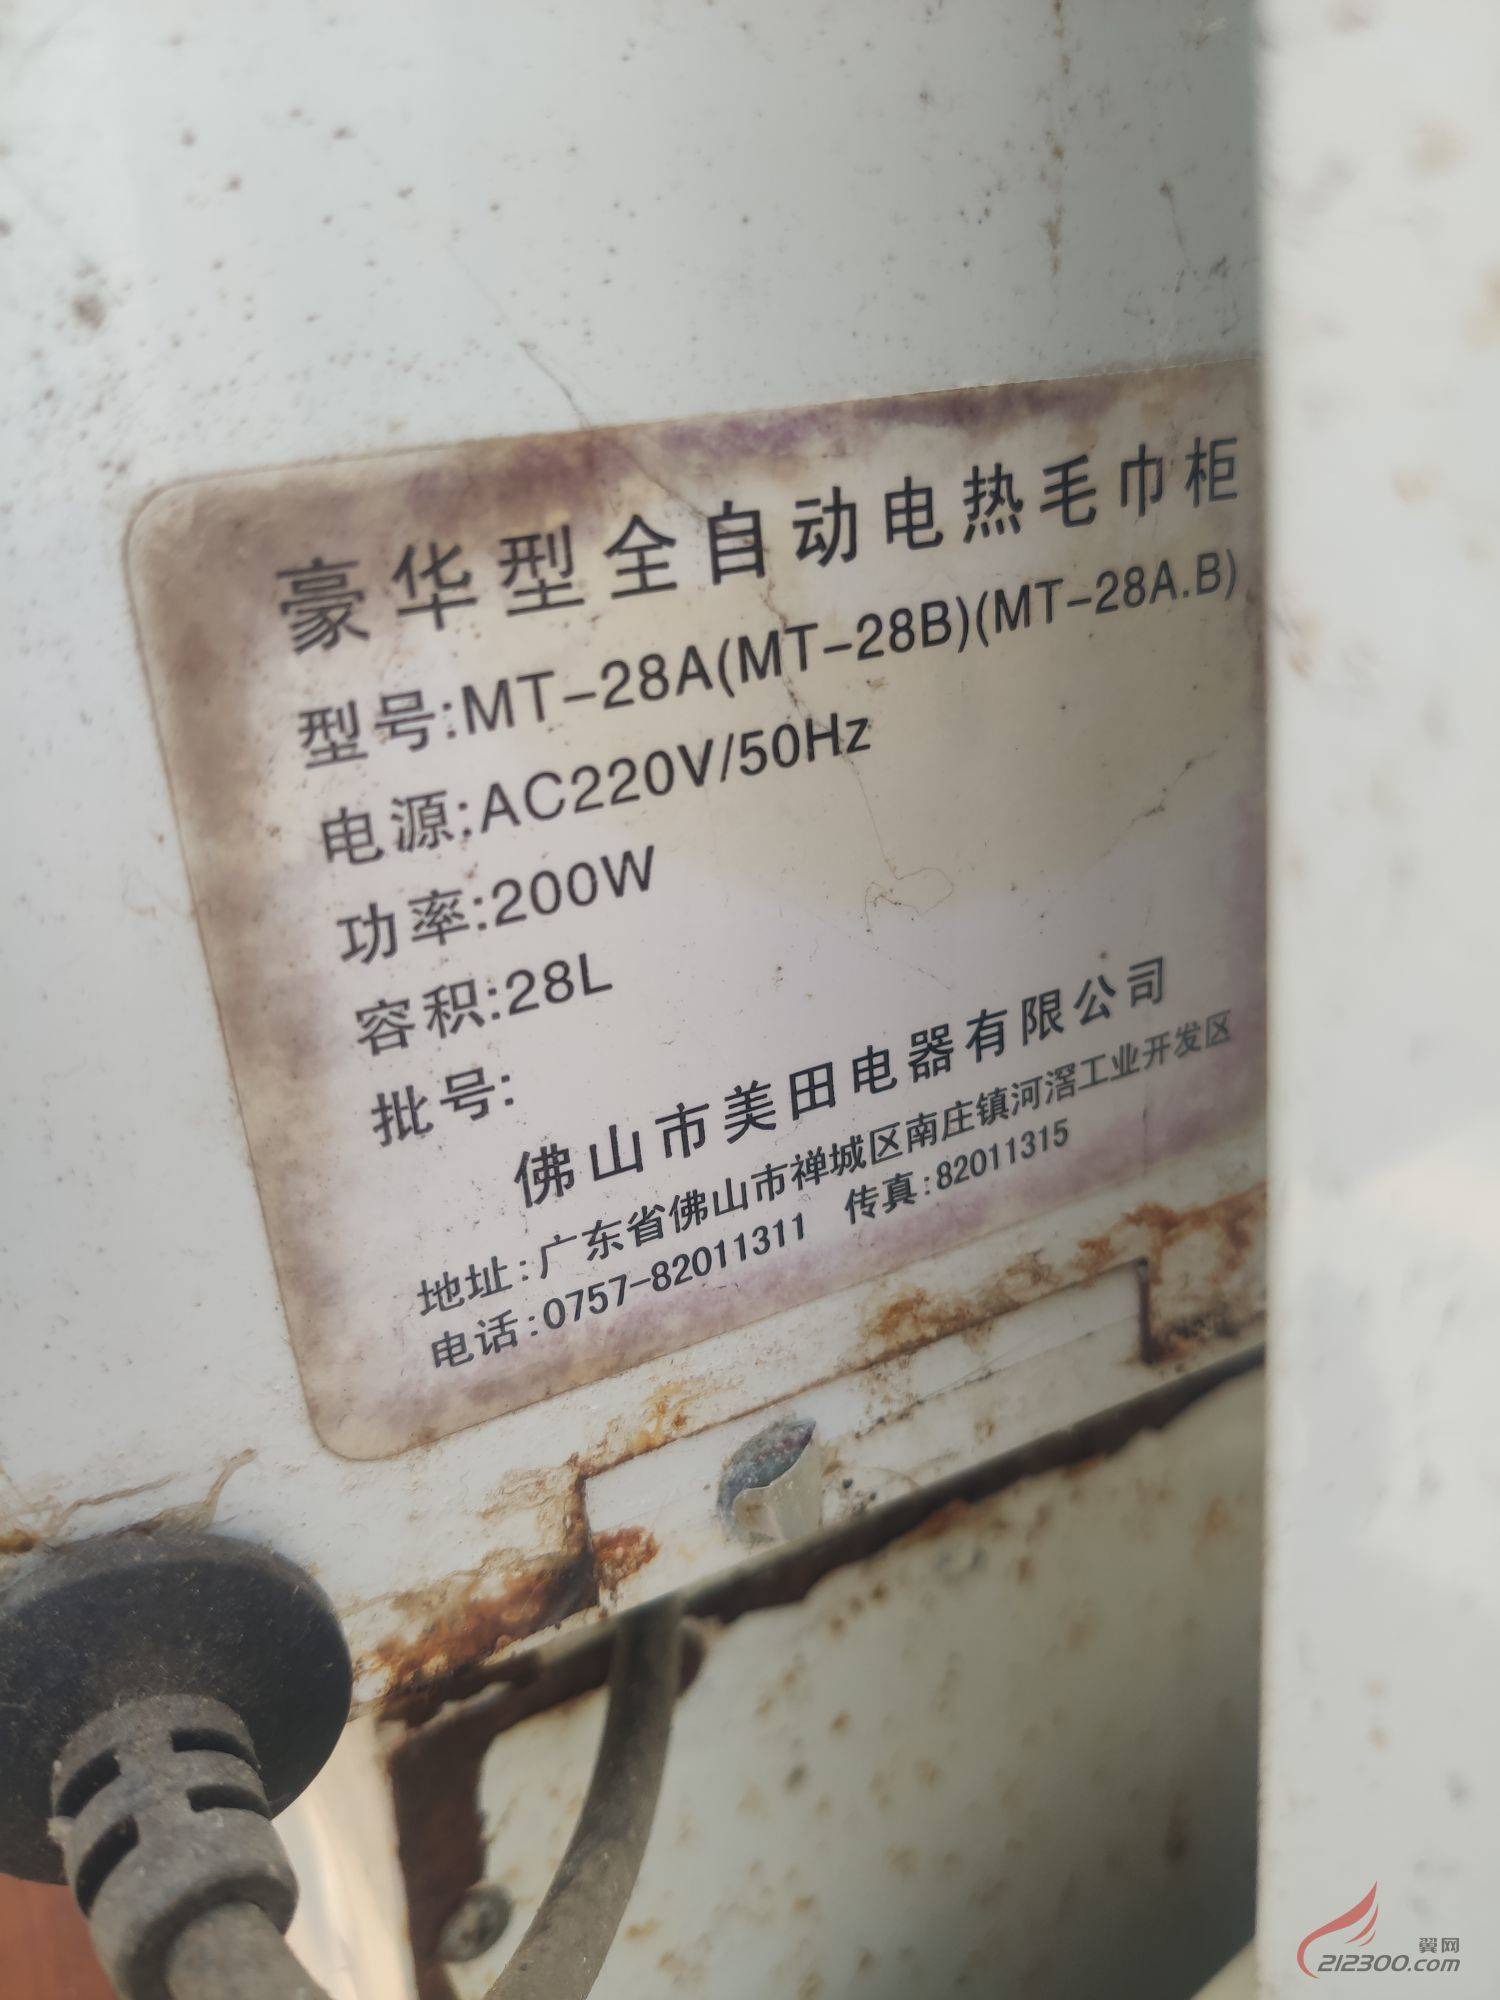 豪华型全自动电热毛巾柜
型号:MT-28A(MT-28B)(MT-28A.B)
电源:AC220V/50Hz
功率:200W
容积:28L
批号:
佛山市美田电器有限公司
地址:广东省佛山市禅城区南庄镇河滘工业开发区
电话:0757-82011311 传真:82011315
翼网
212300.com